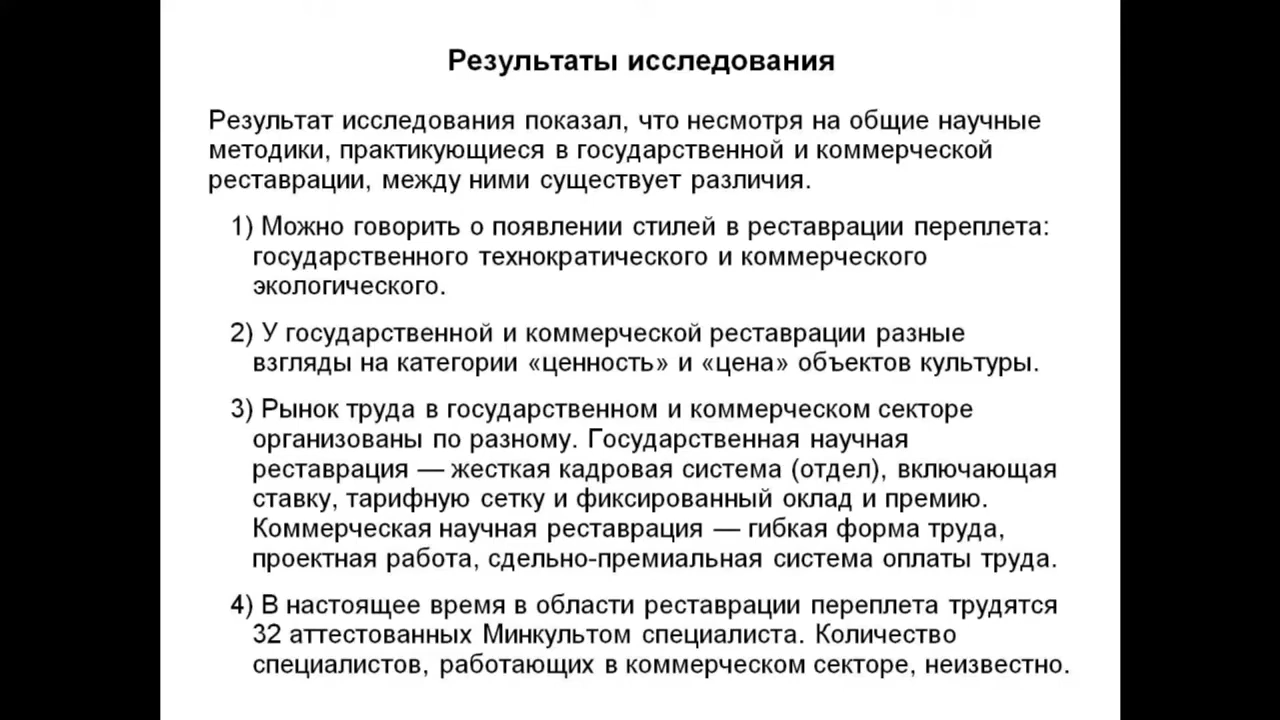 Результаты исследования
Результат исследования показал, что несмотря на общие научные
методики, практикующиеся в государственной и коммерческой
реставрации, между ними существует различия.
1) Можно говорить о появлении стилей в реставрации переплета:
государственного технократического и коммерческого
экологического.
2) У государственной и коммерческой реставрации разные
взгляды на категории «ценность» и «цена» объектов культуры.
3) Рынок труда в государственном и коммерческом секторе
организованы по разному. Государственная научная
реставрация — жесткая кадровая система (отдел), включающая
ставку, тарифную сетку и фиксированный оклад и премию.
Коммерческая научная реставрация — гибкая форма труда,
проектная работа, сдельно-премиальная система оплаты труда.
4) В настоящее время в области реставрации переплета трудятся
32 аттестованных Минкультом специалиста. Количество
специалистов, работающих в коммерческом секторе, неизвестно.